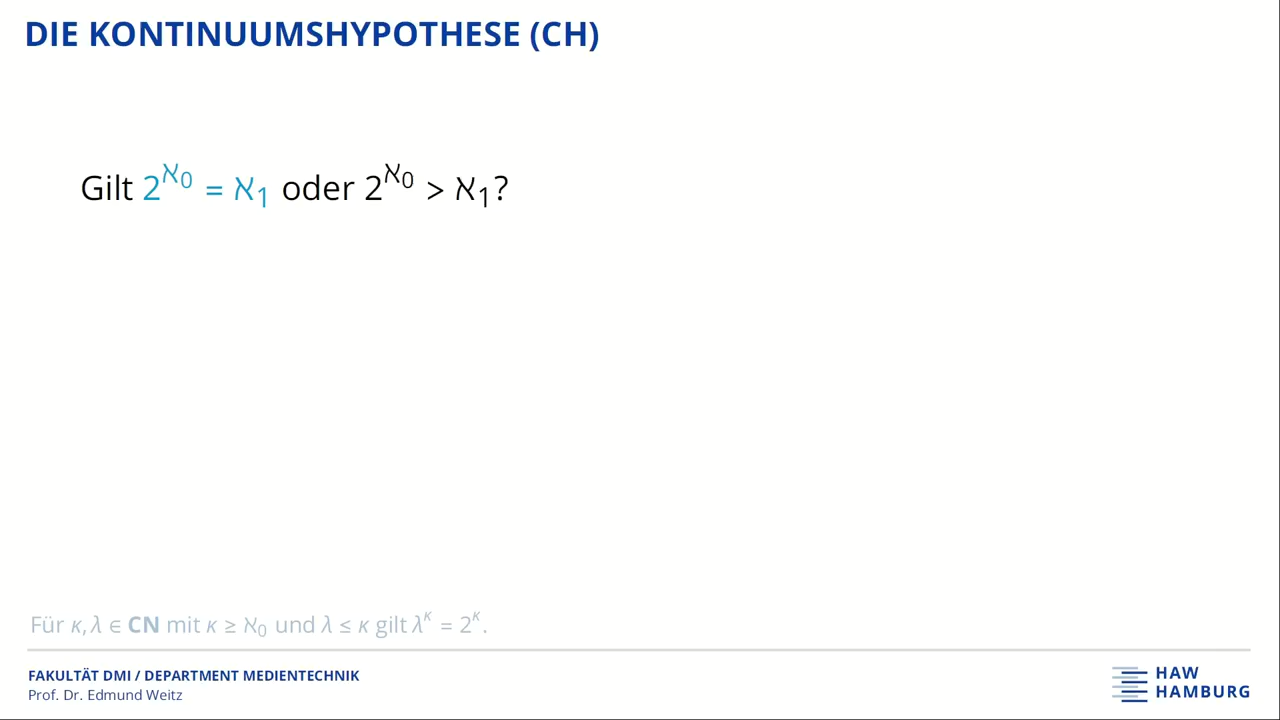 DIE KONTINUUMSHYPOTHESE (CH)
Gilt 2^ℵ₀ = ℵ₁ oder 2^ℵ₀ > ℵ₁?
Für κ, λ ∈ CN mit κ ≥ ℵ₀ und λ ≤ κ gilt λ^κ = 2^κ.
FAKULTÄT DMI / DEPARTMENT MEDIENTECHNIK
Prof. Dr. Edmund Weitz
HAW
HAMBURG